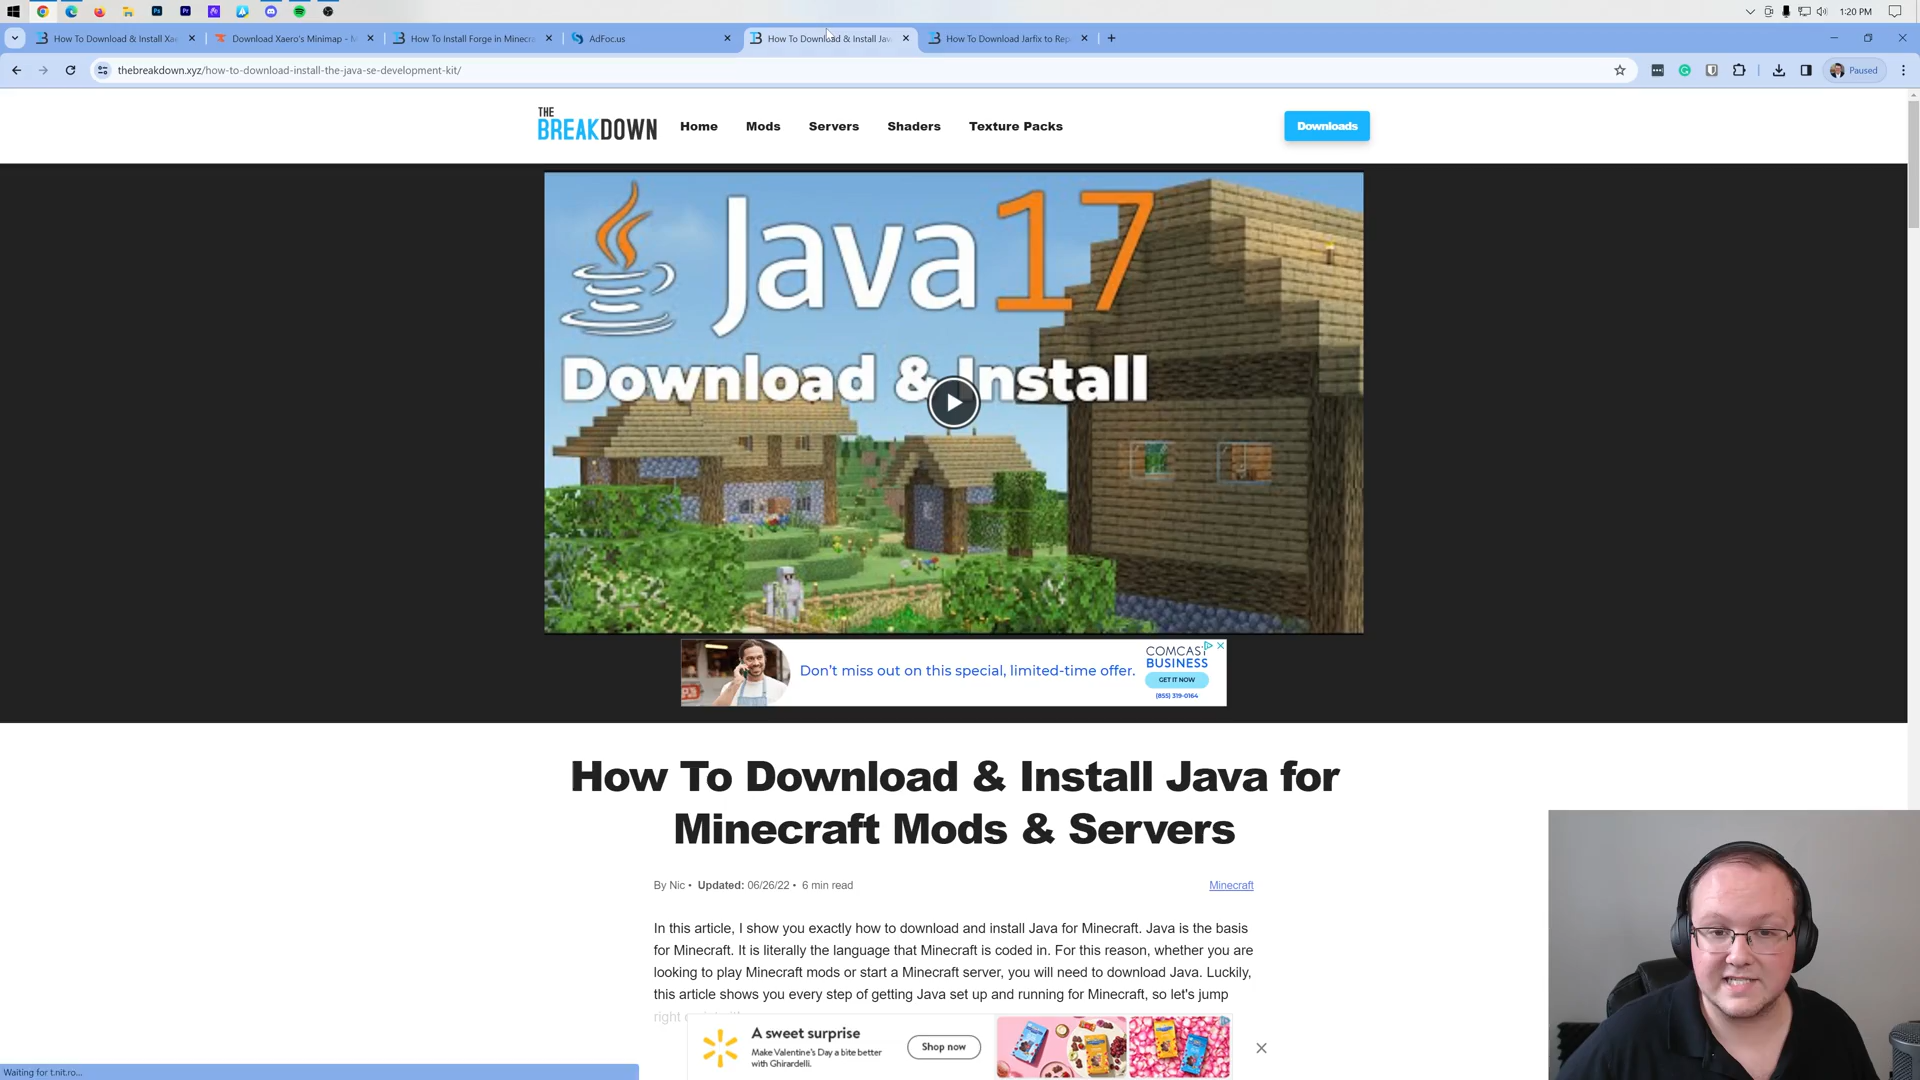 1:20 PM
How To Download & Install Xae
Download Xaero's Minimap - M
How To Install Forge in Minecra
AdFoc.us
How To Download & Install Jav
How To Download Jarfix to Rep
thebreakdown.xyz/how-to-download-install-the-java-se-development-kit/
Paused
THE
BREAKDOWN
Home
Mods
Servers
Shaders
Texture Packs
Downloads
Java 17
Download & Install
Don't miss out on this special, limited-time offer.
COMCAST
BUSINESS
GET IT NOW
(855) 319-0164
How To Download & Install Java for
Minecraft Mods & Servers
By Nic • Updated: 06/26/22 • 6 min read
Minecraft
In this article, I show you exactly how to download and install Java for Minecraft. Java is the basis
for Minecraft. It is literally the language that Minecraft is coded in. For this reason, whether you are
looking to play Minecraft mods or start a Minecraft server, you will need to download Java. Luckily,
this article shows you every step of getting Java set up and running for Minecraft, so let's jump
right
A sweet surprise
Make Valentine's Day a bite better
with Ghirardelli.
Shop now
Waiting for t.nit.ro...